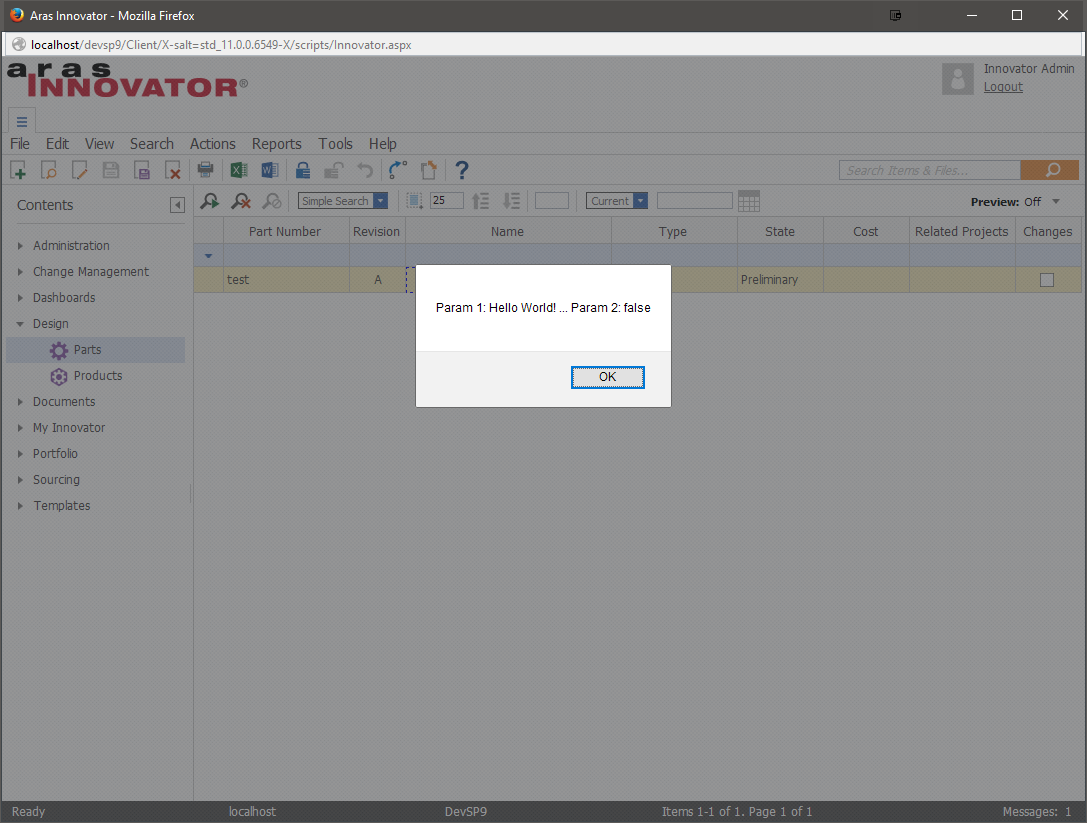 Aras Innovator - Mozilla Firefox
localhost/devsp9/Client/X-salt=std_11.0.0.6549-X/scripts/Innovator.aspx
aras
INNOVATOR®
Innovator Admin
Logout
File Edit View Search Actions Reports Tools Help
Search Items & Files...
Contents
Simple Search 25 Current Preview: Off
Part Number Revision Name Type State Cost Related Projects Changes
test A Preliminary
Administration
Change Management
Dashboards
Design
Parts
Products
Documents
My Innovator
Portfolio
Sourcing
Templates
Param 1: Hello World! ... Param 2: false
OK
Ready localhost DevSP9 Items 1-1 of 1. Page 1 of 1 Messages: 1